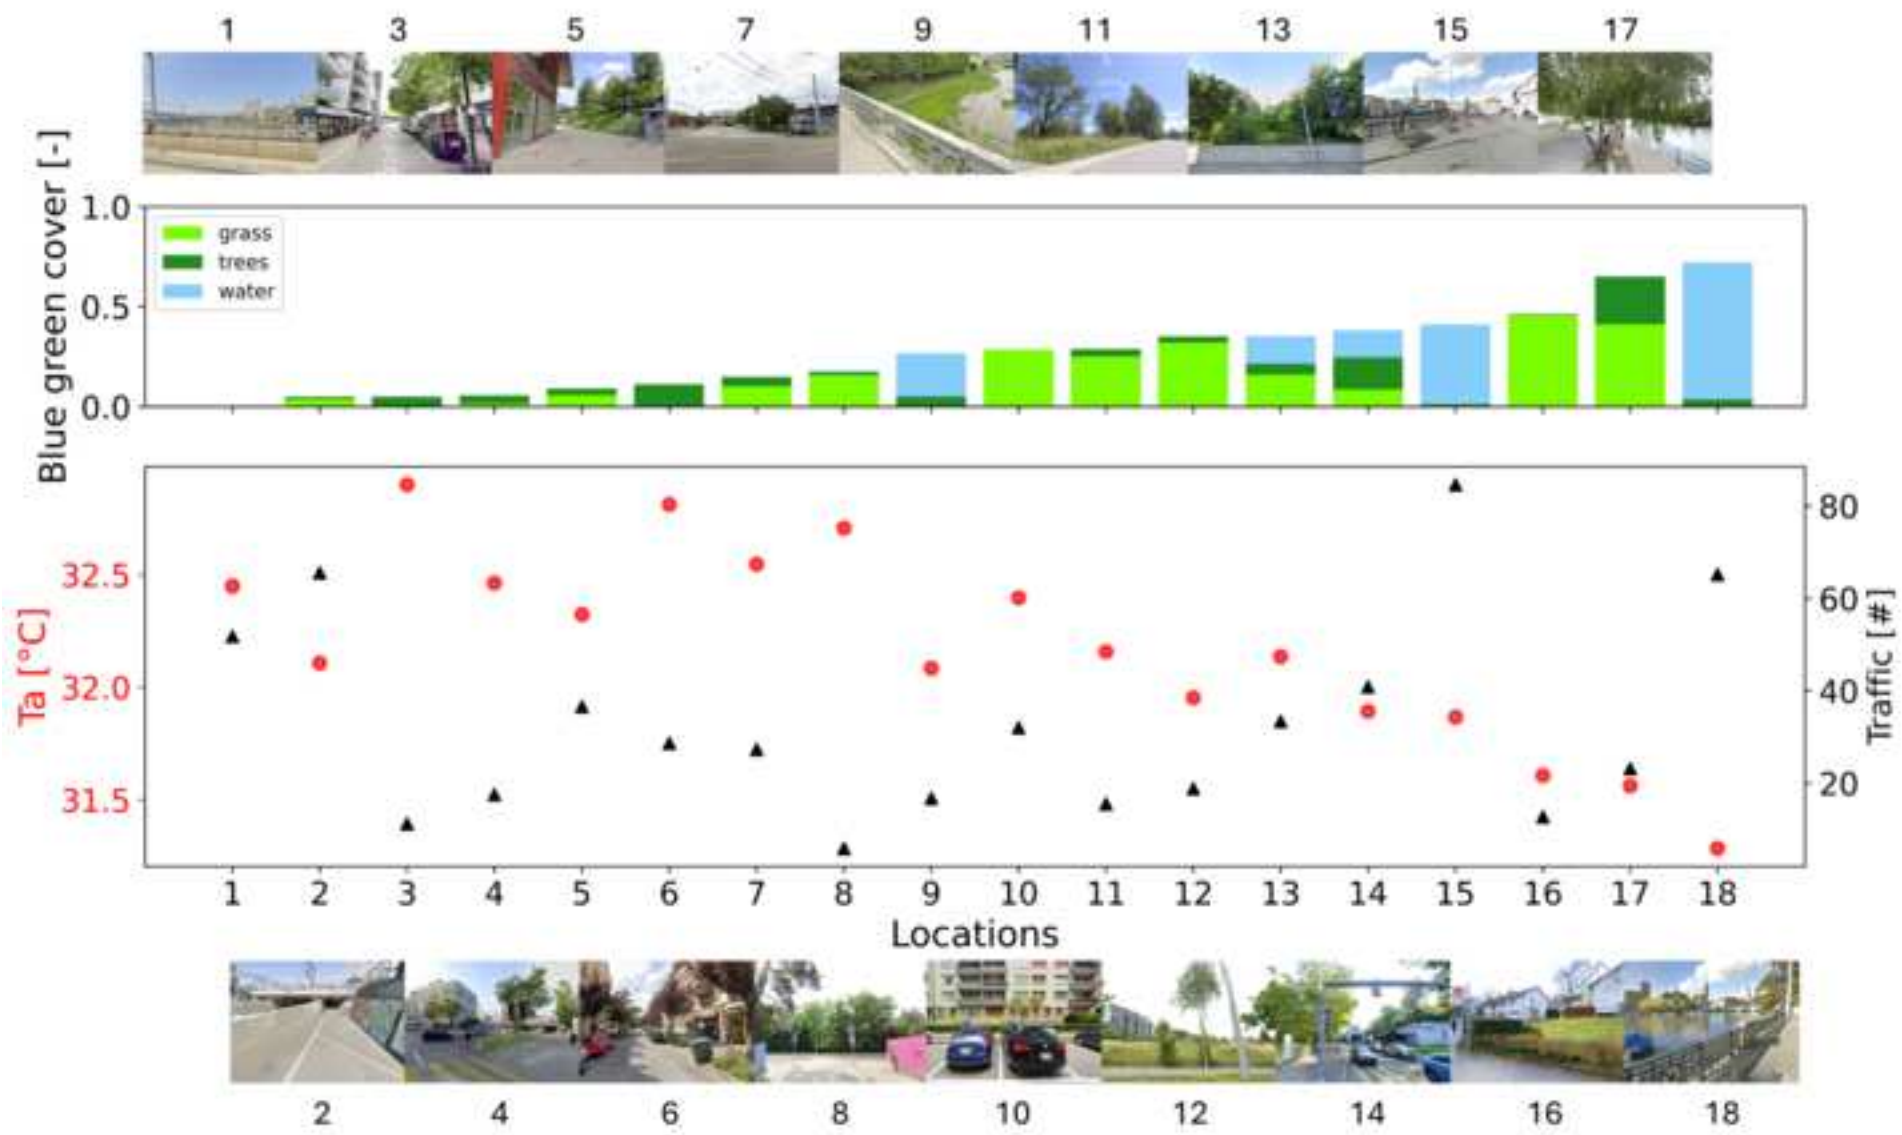 1 3 5 7 9 11 13 15 17
Blue green cover [-]
1.0
0.5
0.0
grass
trees
water
Ta [°C]
32.5
32.0
31.5
80
60
40
20
Traffic [#]
1 2 3 4 5 6 7 8 9 10 11 12 13 14 15 16 17 18
Locations
2 4 6 8 10 12 14 16 18